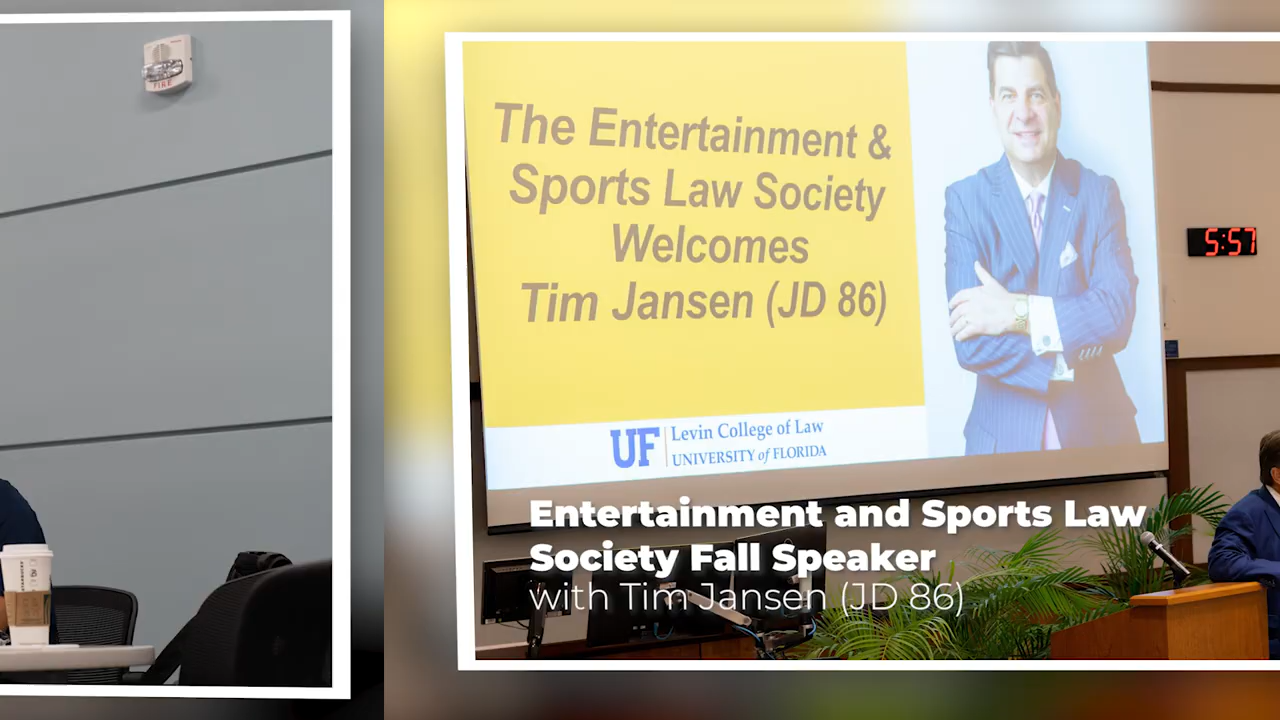 FIRE
The Entertainment &
Sports Law Society
Welcomes
Tim Jansen (JD 86)
UF
Levin College of Law
UNIVERSITY of FLORIDA
5:57
Entertainment and Sports Law
Society Fall Speaker
with Tim Jansen (JD 86)